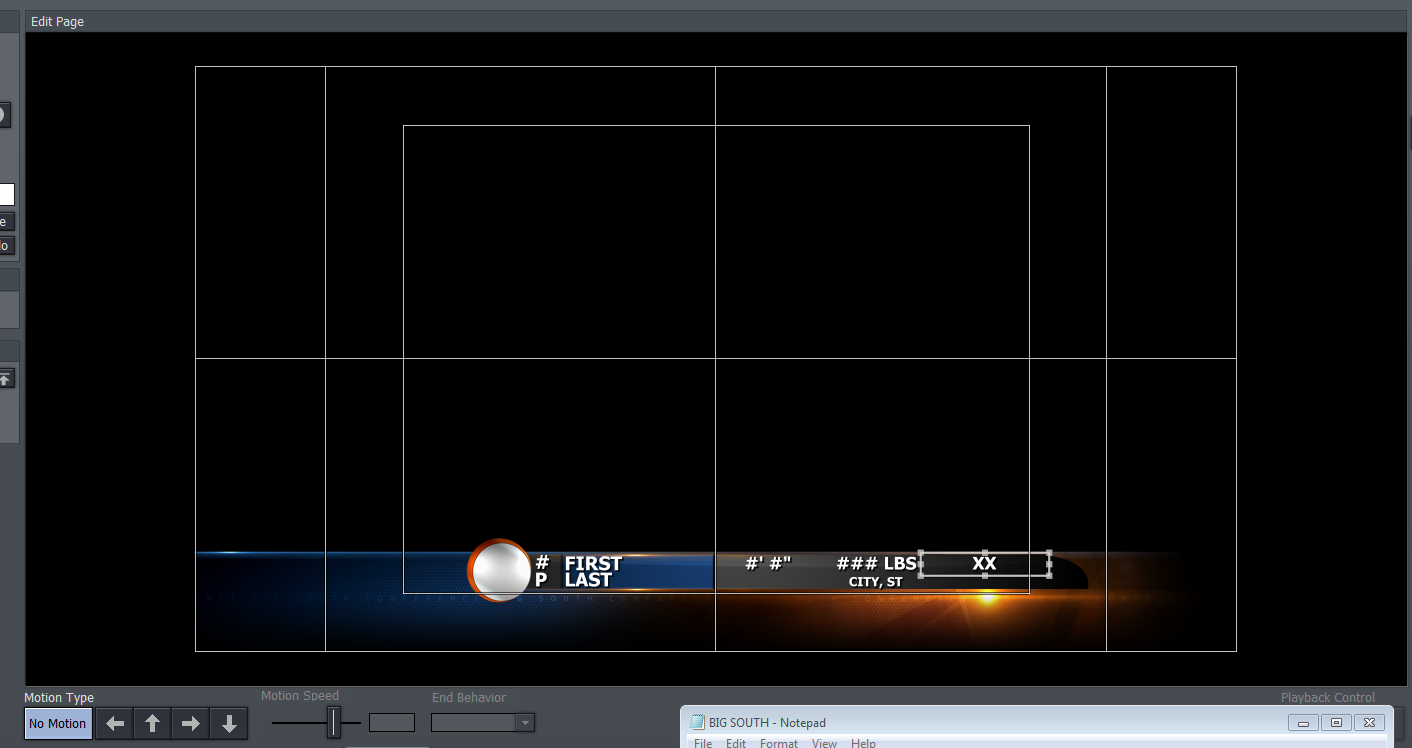 Edit Page
e
lo
# FIRST #' #" ### LBS XX
P LAST CITY, ST
Motion Type Motion Speed End Behavior Playback Control
No Motion
BIG SOUTH - Notepad
File Edit Format View Help